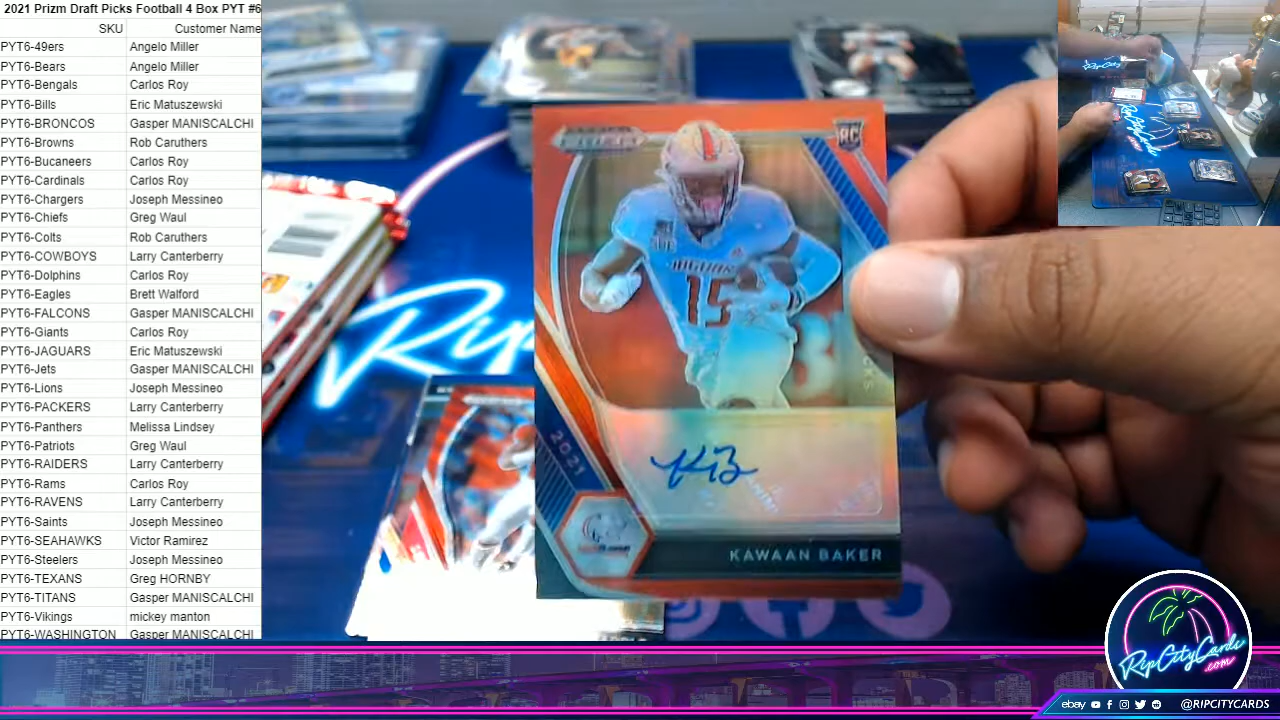 2021 Prizm Draft Picks Football 4 Box PYT #6
SKU Customer Name
PYT6-49ers Angelo Miller
PYT6-Bears Angelo Miller
PYT6-Bengals Carlos Roy
PYT6-Bills Eric Matuszewski
PYT6-BRONCOS Gasper MANISCALCHI
PYT6-Browns Rob Caruthers
PYT6-Bucaneers Carlos Roy
PYT6-Cardinals Carlos Roy
PYT6-Chargers Joseph Messineo
PYT6-Chiefs Greg Waul
PYT6-Colts Rob Caruthers
PYT6-COWBOYS Larry Canterberry
PYT6-Dolphins Carlos Roy
PYT6-Eagles Brett Walford
PYT6-FALCONS Gasper MANISCALCHI
PYT6-Giants Carlos Roy
PYT6-JAGUARS Eric Matuszewski
PYT6-Jets Gasper MANISCALCHI
PYT6-Lions Joseph Messineo
PYT6-PACKERS Larry Canterberry
PYT6-Panthers Melissa Lindsey
PYT6-Patriots Greg Waul
PYT6-RAIDERS Larry Canterberry
PYT6-Rams Carlos Roy
PYT6-RAVENS Larry Canterberry
PYT6-Saints Joseph Messineo
PYT6-SEAHAWKS Victor Ramirez
PYT6-Steelers Joseph Messineo
PYT6-TEXANS Greg HORNBY
PYT6-TITANS Gasper MANISCALCHI
PYT6-Vikings mickey manton
PYT6-WASHINGTON Gasper MANISCALCHI
RC
JAGUARS
15
2021
KAWAAN BAKER
Rip
RipCityCards
.com
ebay @RIPCITYCARDS